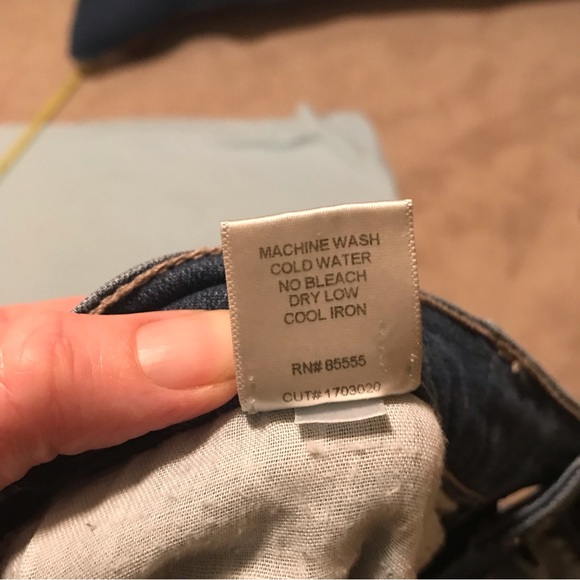 MACHINE WASH
COLD WATER
NO BLEACH
DRY LOW
COOL IRON
RN# 85555
CUT# 1703020